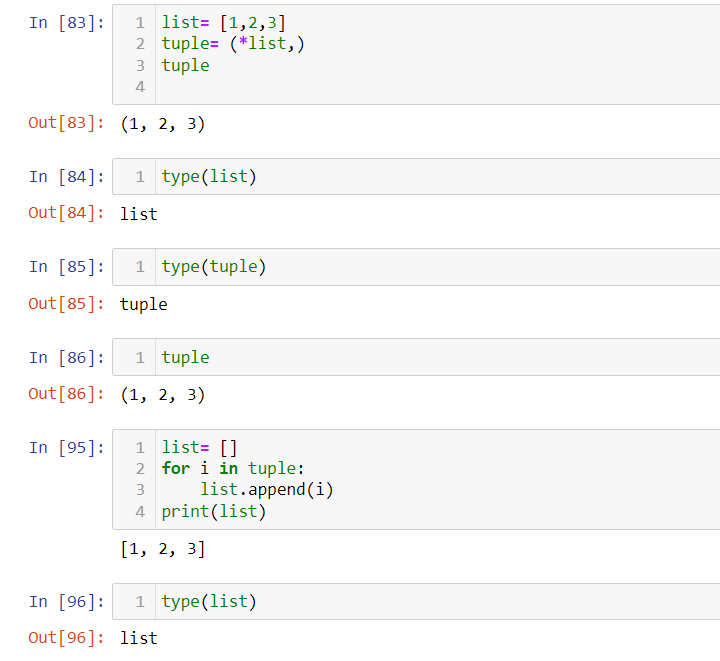 In [83]: 1 list= [1,2,3]
2 tuple= (*list,)
3 tuple
4
Out[83]: (1, 2, 3)
In [84]: 1 type(list)
Out[84]: list
In [85]: 1 type(tuple)
Out[85]: tuple
In [86]: 1 tuple
Out[86]: (1, 2, 3)
In [95]: 1 list= []
2 for i in tuple:
3     list.append(i)
4 print(list)
[1, 2, 3]
In [96]: 1 type(list)
Out[96]: list